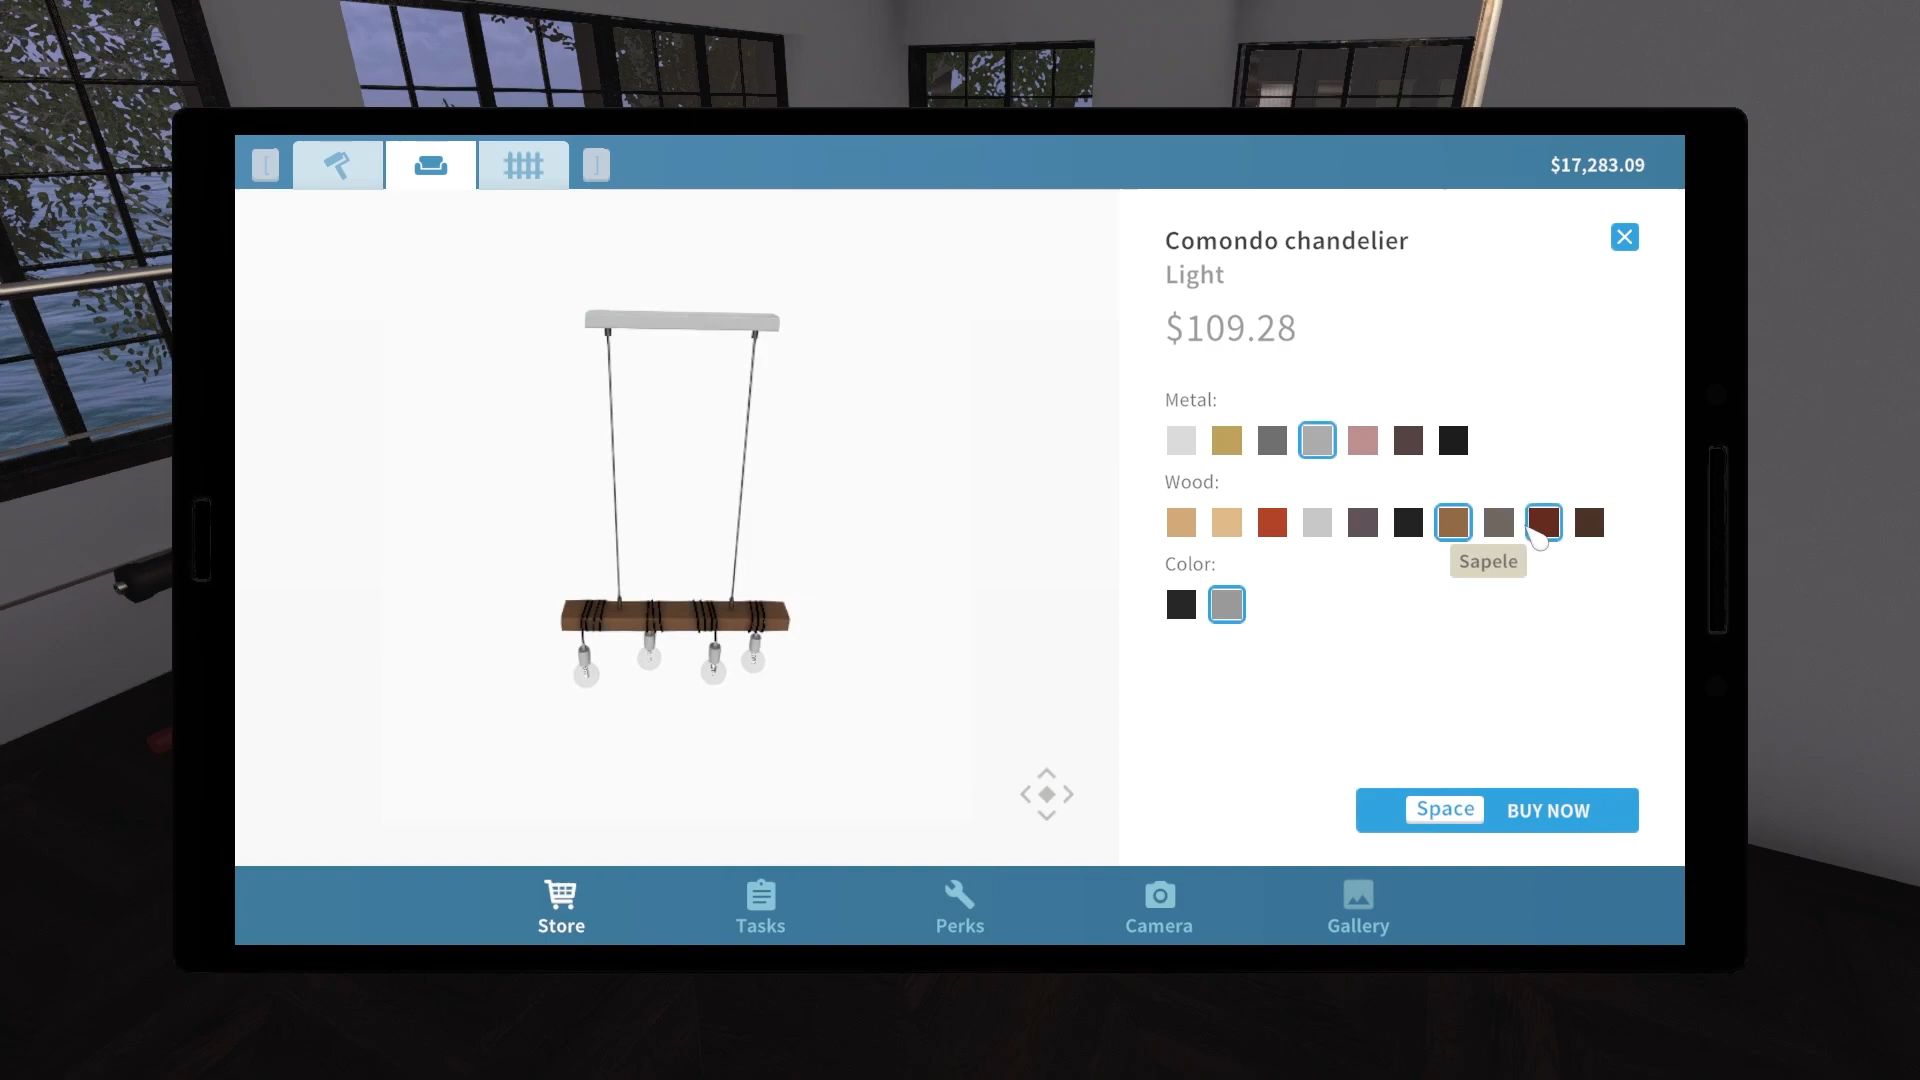 [
]
$17,283.09
Comondo chandelier
Light
$109.28
Metal:
Wood:
Sapele
Color:
Space BUY NOW
Store
Tasks
Perks
Camera
Gallery